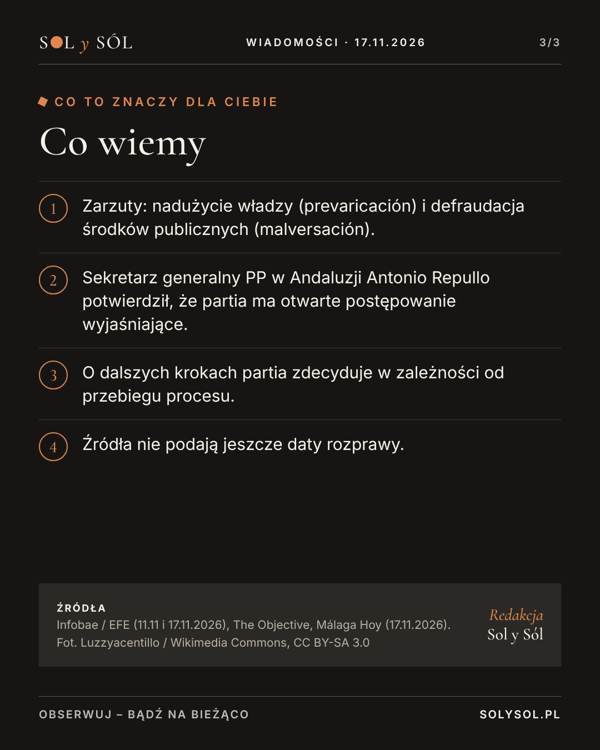 SOL y SÓL
WIADOMOŚCI · 17.11.2026
3/3
CO TO ZNACZY DLA CIEBIE
Co wiemy
1
Zarzuty: nadużycie władzy (prevaricación) i defraudacja
środków publicznych (malversación).
2
Sekretarz generalny PP w Andaluzji Antonio Repullo
potwierdził, że partia ma otwarte postępowanie
wyjaśniające.
3
O dalszych krokach partia zdecyduje w zależności od
przebiegu procesu.
4
Źródła nie podają jeszcze daty rozprawy.
ŹRÓDŁA
Infobae / EFE (11.11 i 17.11.2026), The Objective, Málaga Hoy (17.11.2026).
Fot. Luzzyacentillo / Wikimedia Commons, CC BY-SA 3.0
Redakcja
Sol y Sól
OBSERWUJ – BĄDŹ NA BIEŻĄCO
SOLYSOL.PL